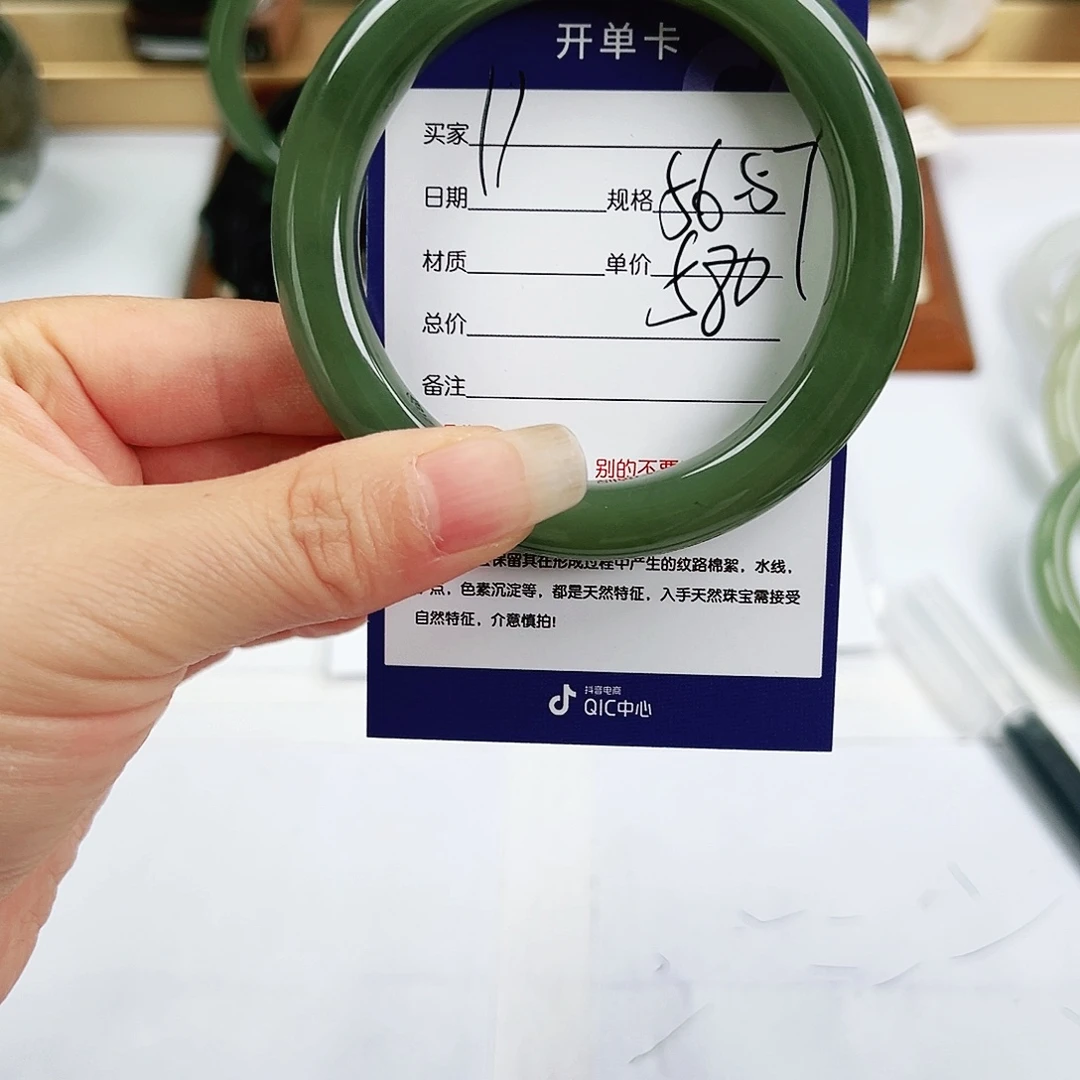 开单卡
买家 11
日期 规格 56.57
材质 单价 580
总价
备注
别的不要
保留其在形成过程中产生的纹路棉絮，水线，
点，色素沉淀等，都是天然特征，入手天然珠宝需接受
自然特征，介意慎拍!
抖音电商
QIC中心